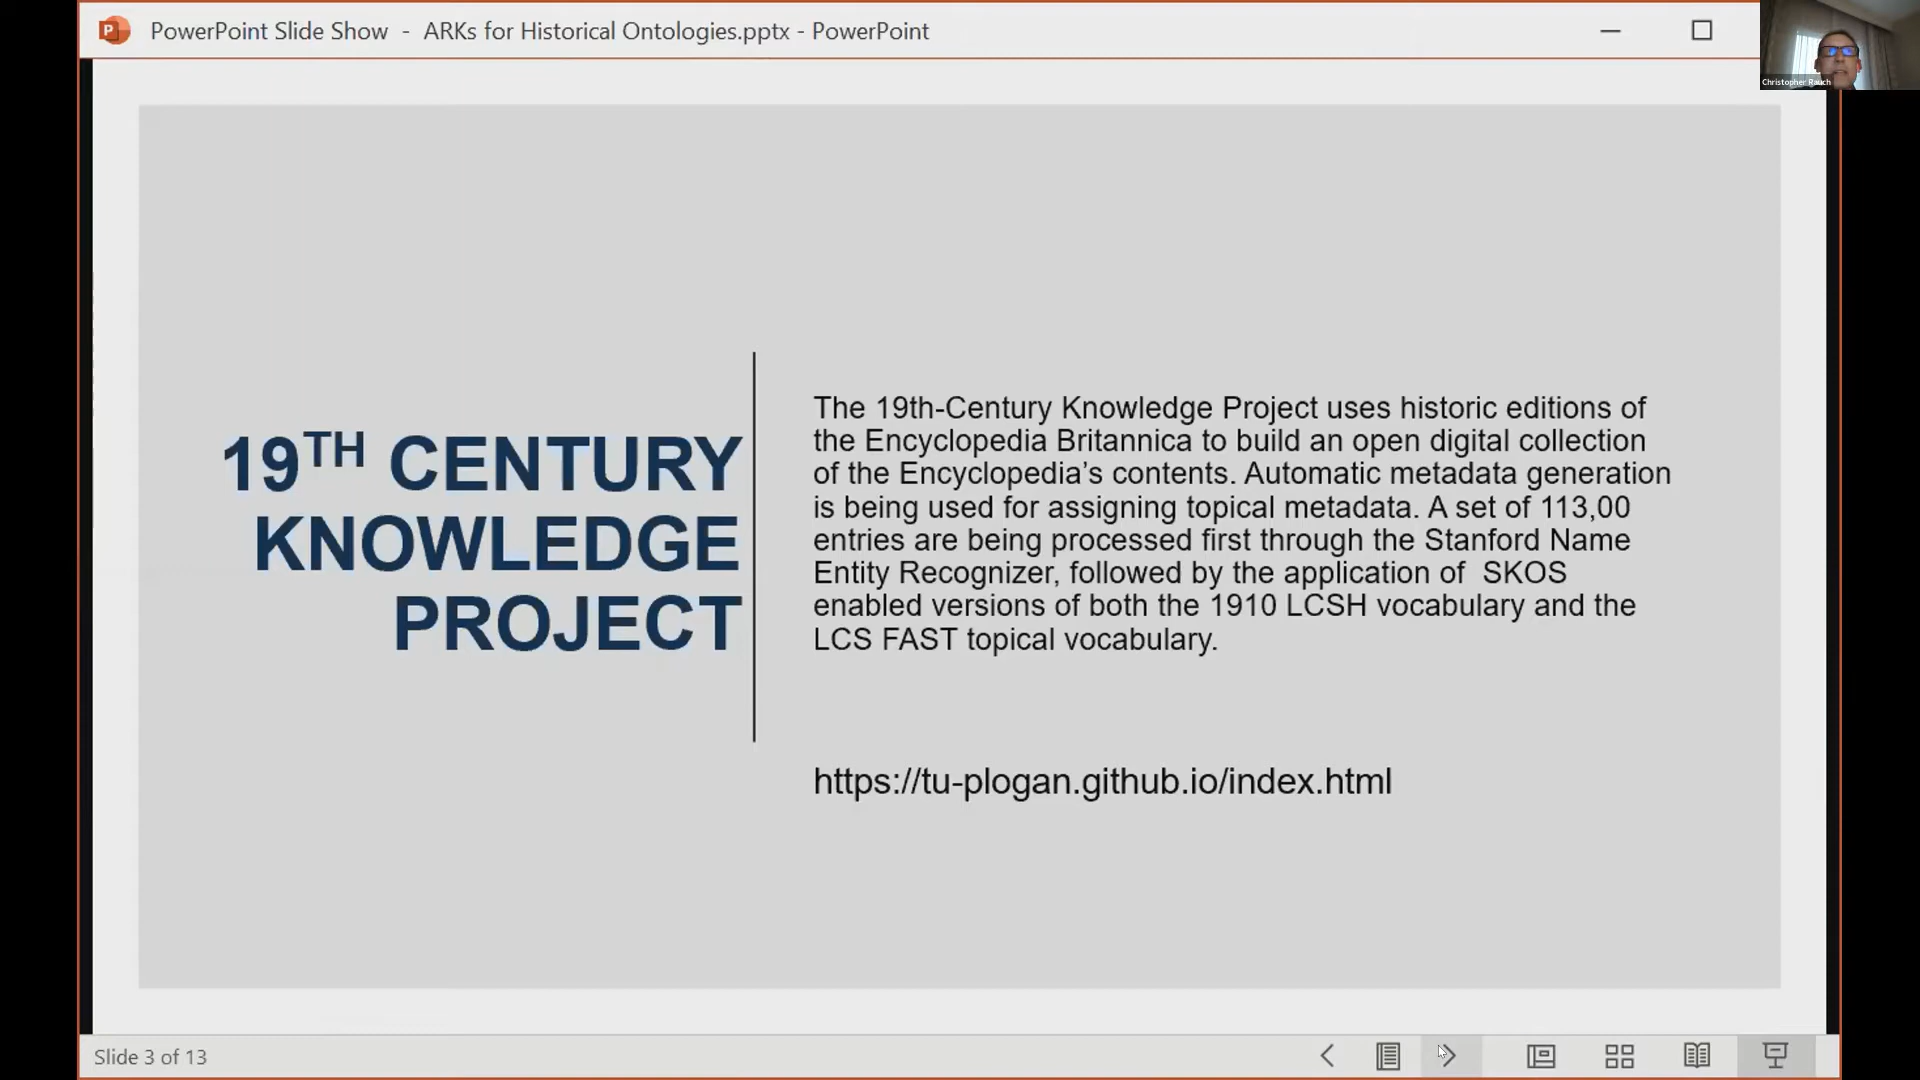 PowerPoint Slide Show - ARKs for Historical Ontologies.pptx - PowerPoint
Christopher Rauch
19TH CENTURY
KNOWLEDGE
PROJECT
The 19th-Century Knowledge Project uses historic editions of
the Encyclopedia Britannica to build an open digital collection
of the Encyclopedia’s contents. Automatic metadata generation
is being used for assigning topical metadata. A set of 113,00
entries are being processed first through the Stanford Name
Entity Recognizer, followed by the application of  SKOS
enabled versions of both the 1910 LCSH vocabulary and the
LCS FAST topical vocabulary.
https://tu-plogan.github.io/index.html
Slide 3 of 13